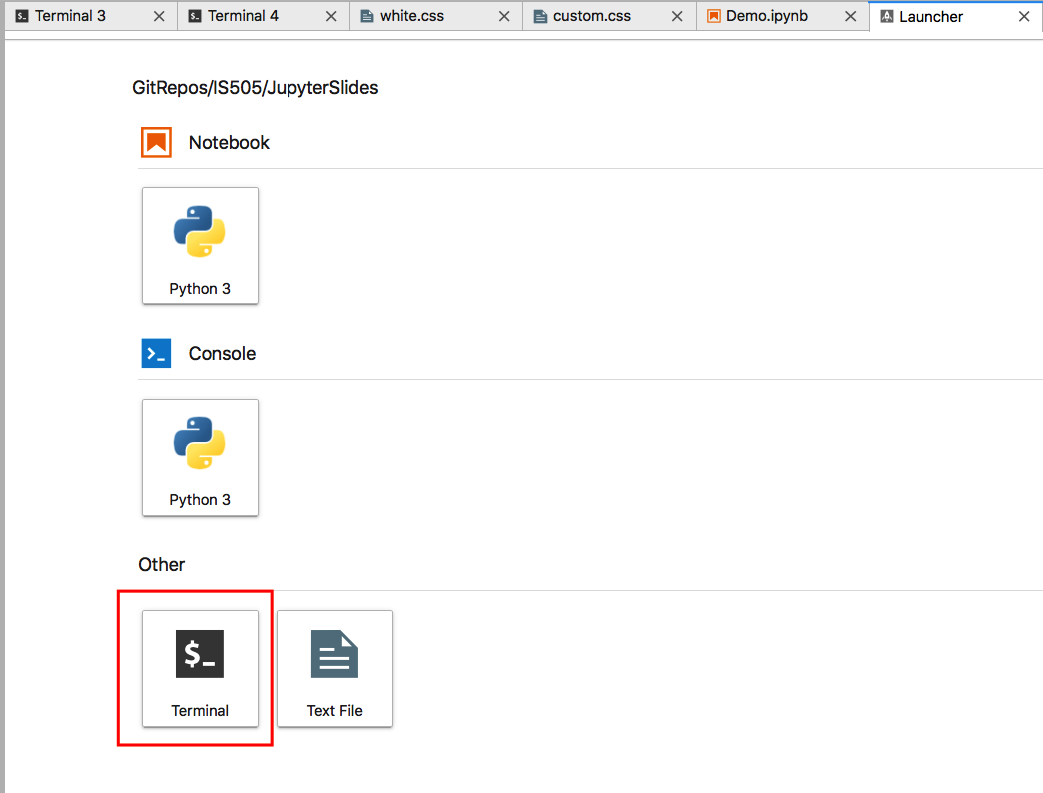 Terminal 3
Terminal 4
white.css
custom.css
Demo.ipynb
Launcher
GitRepos/IS505/JupyterSlides
Notebook
Python 3
Console
Python 3
Other
$_
Terminal
Text File